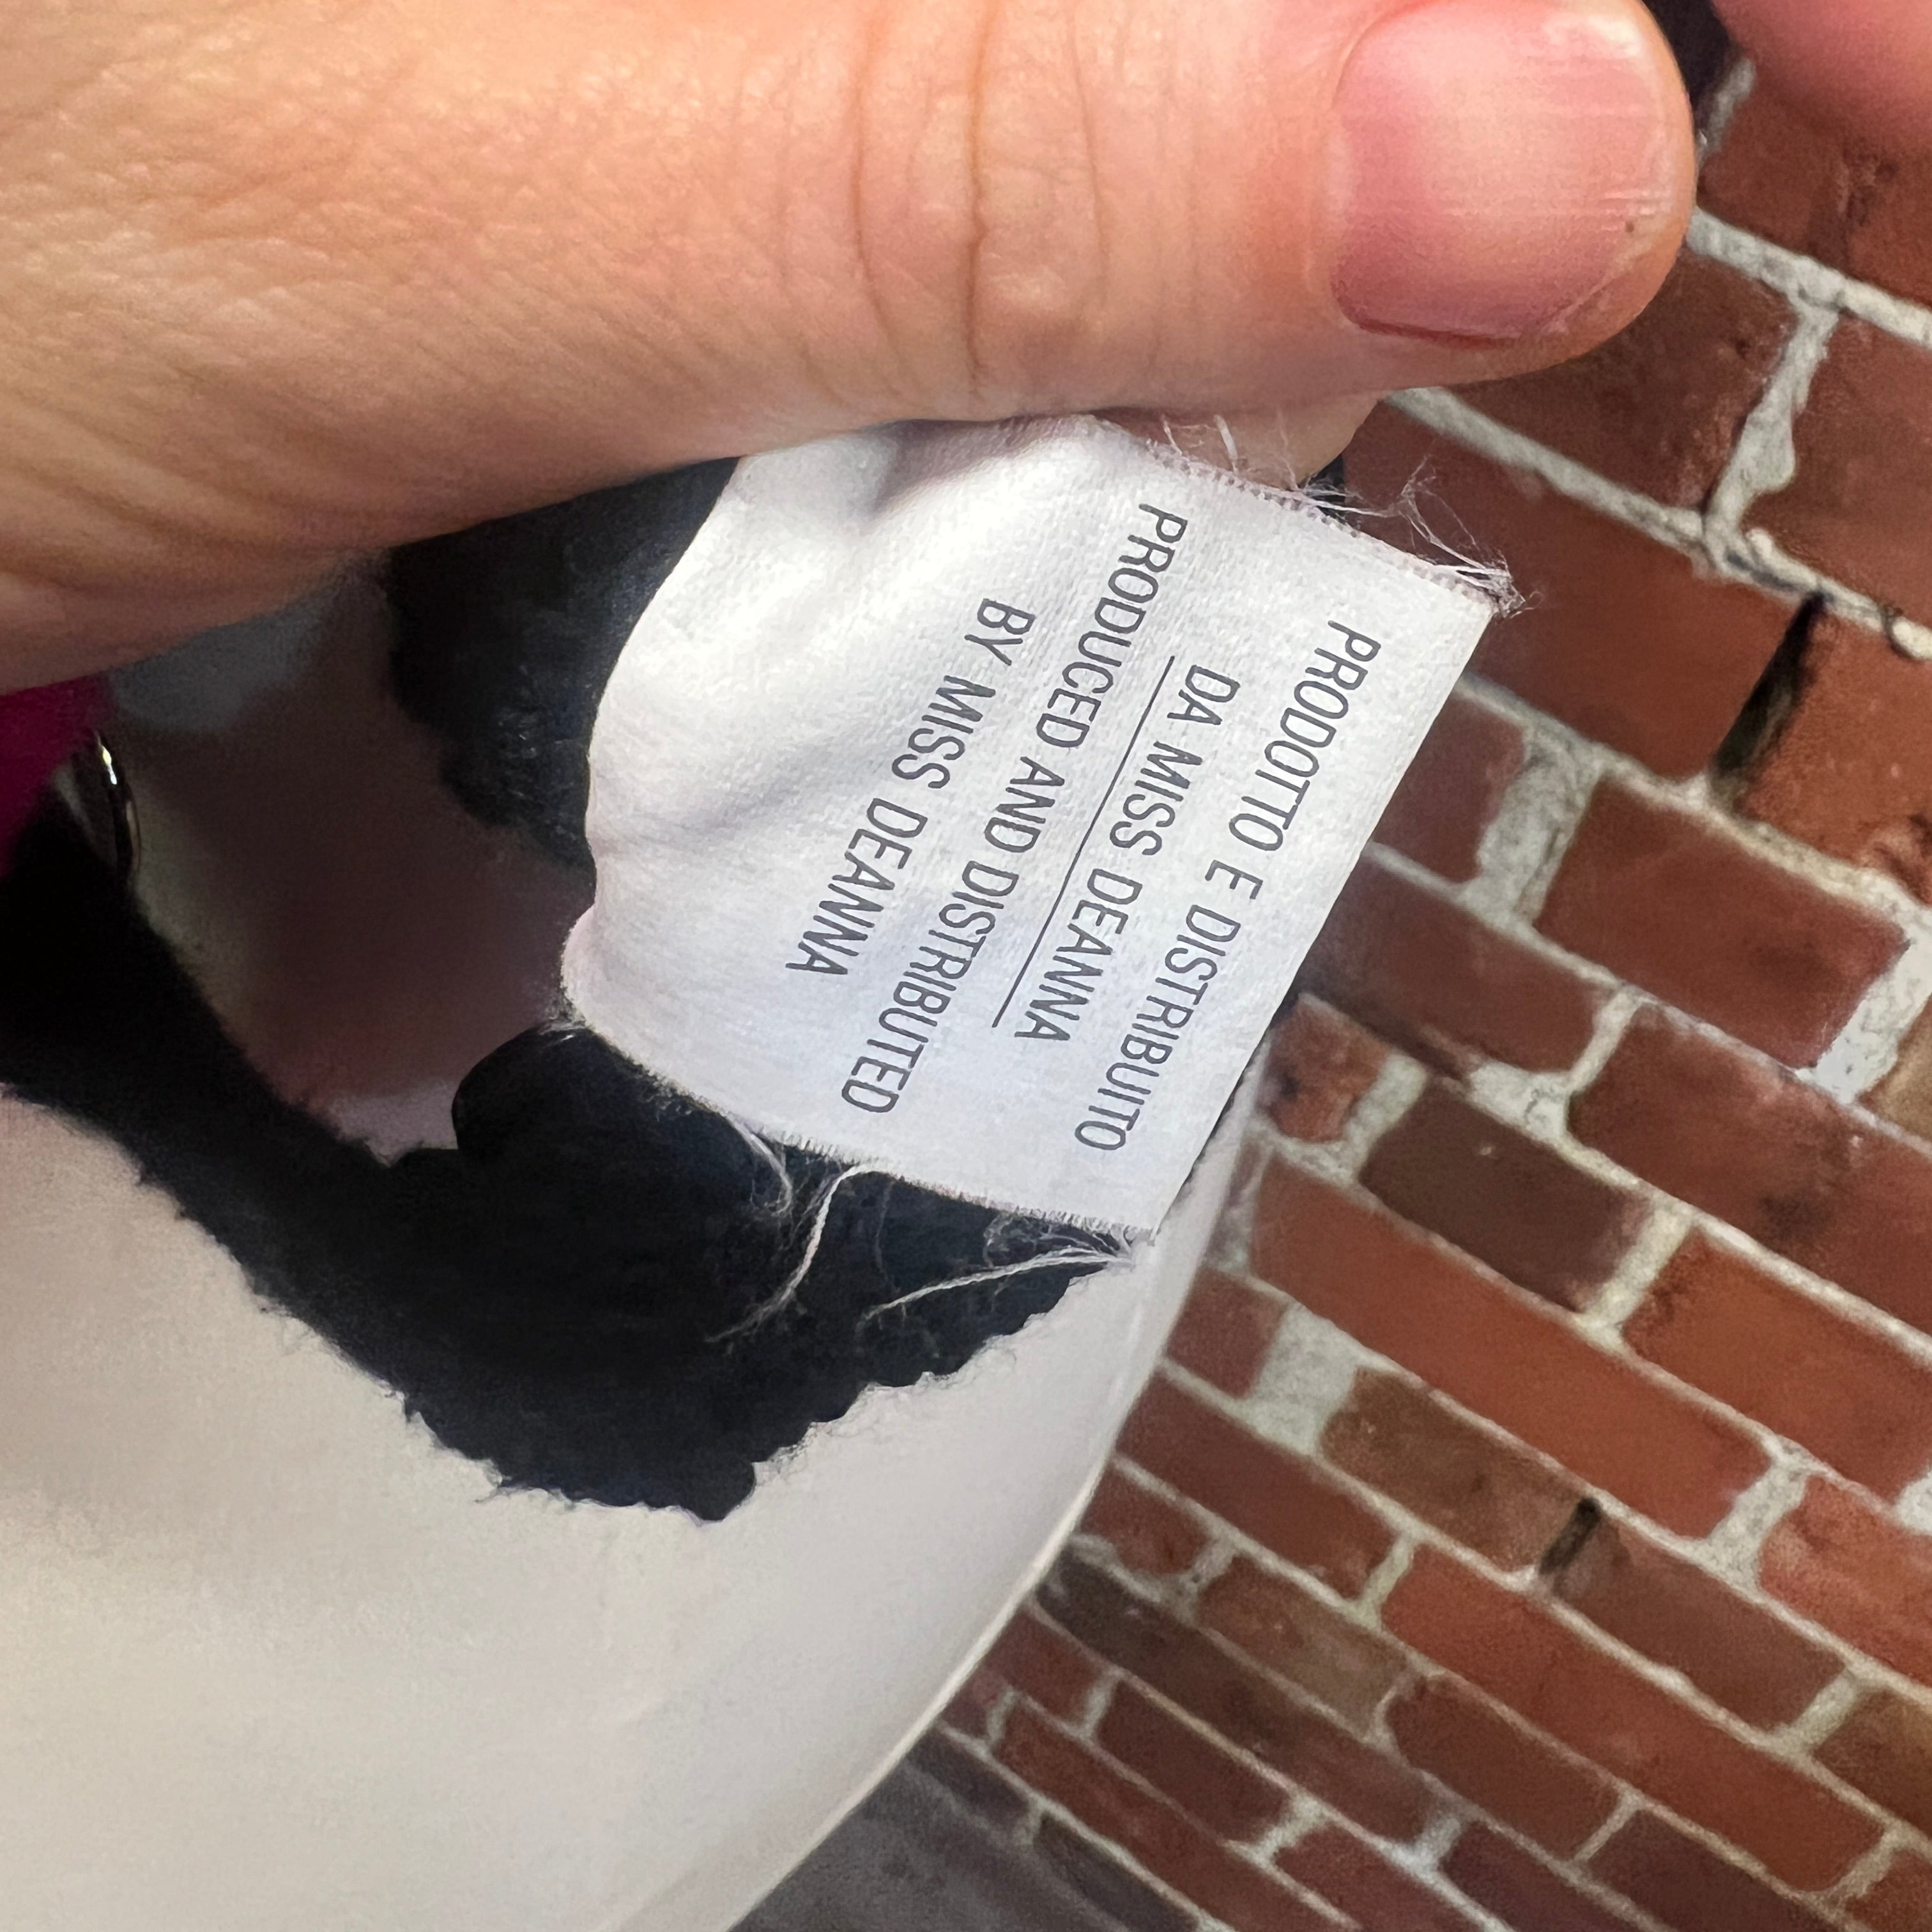 PRODOTTO E DISTRIBUITO
DA MISS DEANNA
PRODUCED AND DISTRIBUTED
BY MISS DEANNA